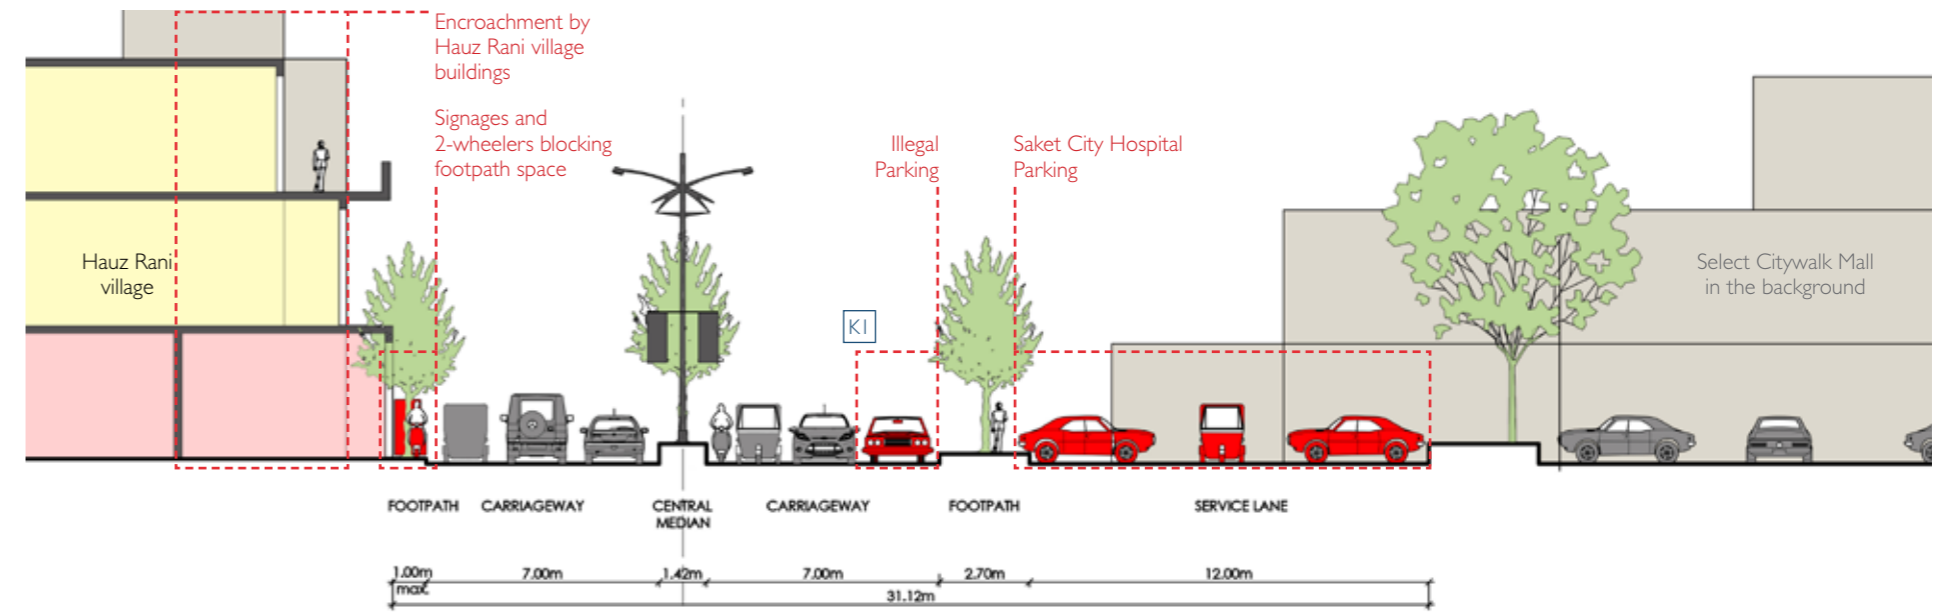 Encroachment by
Hauz Rani village
buildings
Signages and
2-wheelers blocking
footpath space
Illegal
Parking
Saket City Hospital
Parking
Hauz Rani
village
Select Citywalk Mall
in the background
K1
FOOTPATH
CARRIAGEWAY
CENTRAL
MEDIAN
CARRIAGEWAY
FOOTPATH
SERVICE LANE
1.00m
max.
7.00m
1.42m
7.00m
2.70m
12.00m
31.12m